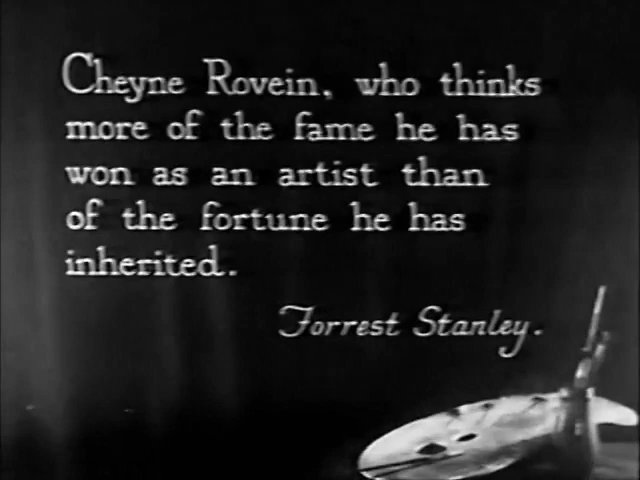 Cheyne Rovein, who thinks
more of the fame he has
won as an artist than
of the fortune he has
inherited.
Forrest Stanley.